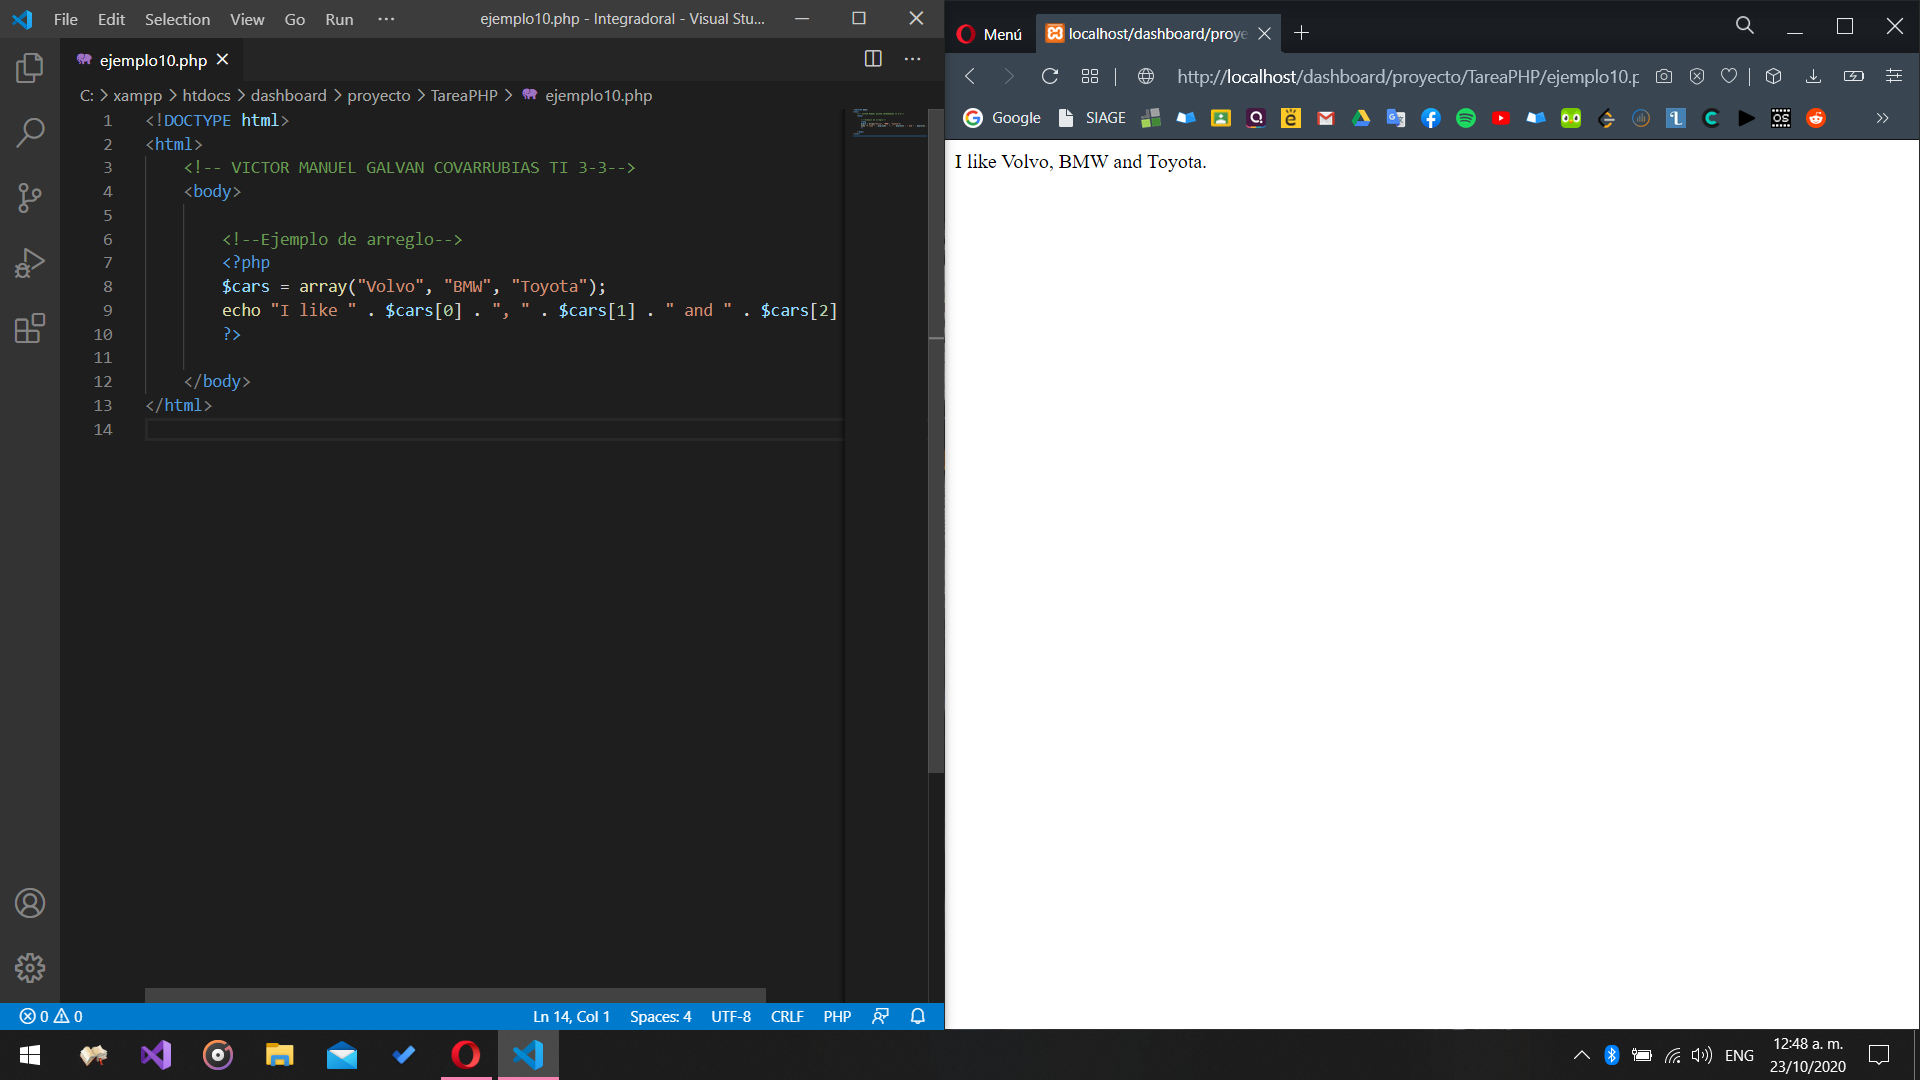 File Edit Selection View Go Run ··· ejemplo10.php - Integradoral - Visual Stu...
ejemplo10.php
C: > xampp > htdocs > dashboard > proyecto > TareaPHP > ejemplo10.php
1 <!DOCTYPE html>
2 <html>
3 <!-- VICTOR MANUEL GALVAN COVARRUBIAS TI 3-3-->
4 <body>
5
6 <!--Ejemplo de arreglo-->
7 <?php
8 $cars = array("Volvo", "BMW", "Toyota");
9 echo "I like " . $cars[0] . ", " . $cars[1] . " and " . $cars[2]
10 ?>
11
12 </body>
13 </html>
14
0 0 Ln 14, Col 1 Spaces: 4 UTF-8 CRLF PHP
Menú localhost/dashboard/proye
http://localhost/dashboard/proyecto/TareaPHP/ejemplo10.p
Google SIAGE
I like Volvo, BMW and Toyota.
ENG 12:48 a. m.
23/10/2020